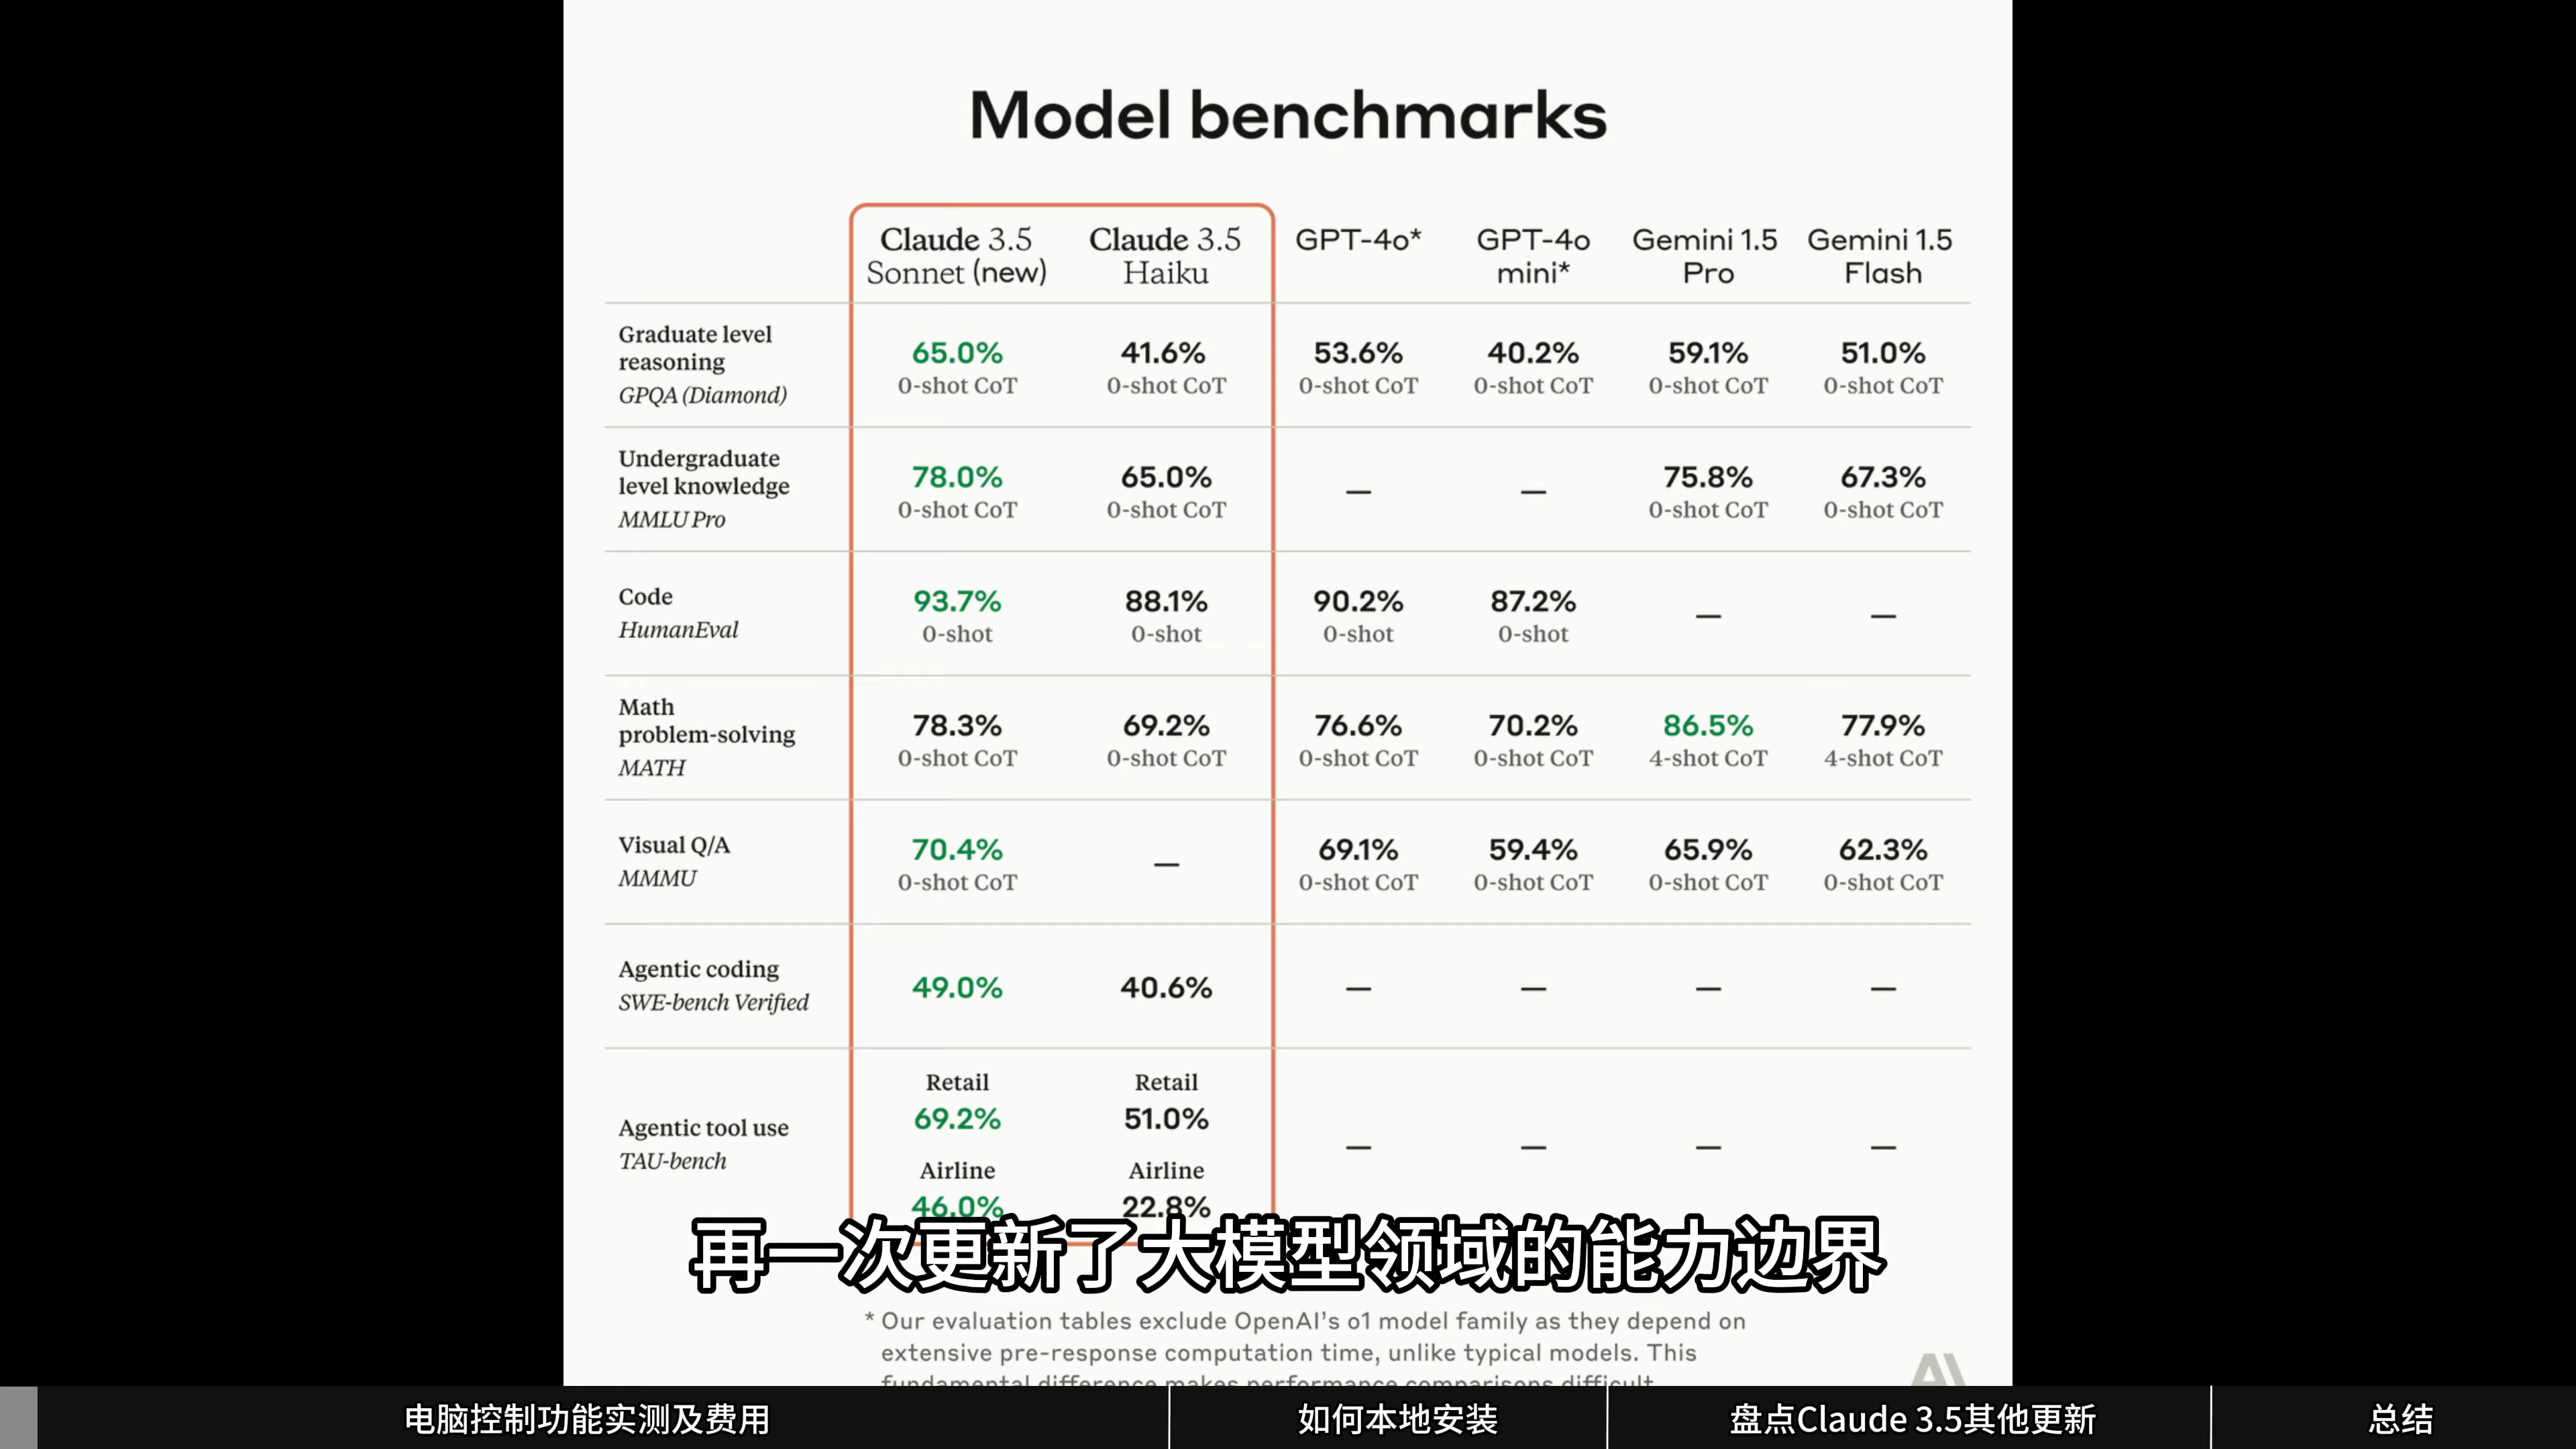 Model benchmarks
Claude 3.5 Sonnet (new) Claude 3.5 Haiku GPT-4o* GPT-4o mini* Gemini 1.5 Pro Gemini 1.5 Flash
Graduate level reasoning GPQA (Diamond) 65.0% 0-shot CoT 41.6% 0-shot CoT 53.6% 0-shot CoT 40.2% 0-shot CoT 59.1% 0-shot CoT 51.0% 0-shot CoT
Undergraduate level knowledge MMLU Pro 78.0% 0-shot CoT 65.0% 0-shot CoT — — 75.8% 0-shot CoT 67.3% 0-shot CoT
Code HumanEval 93.7% 0-shot 88.1% 0-shot 90.2% 0-shot 87.2% 0-shot — —
Math problem-solving MATH 78.3% 0-shot CoT 69.2% 0-shot CoT 76.6% 0-shot CoT 70.2% 0-shot CoT 86.5% 4-shot CoT 77.9% 4-shot CoT
Visual Q/A MMMU 70.4% 0-shot CoT — 69.1% 0-shot CoT 59.4% 0-shot CoT 65.9% 0-shot CoT 62.3% 0-shot CoT
Agentic coding SWE-bench Verified 49.0% 40.6% — — — —
Agentic tool use TAU-bench Retail 69.2% Airline 46.0% Retail 51.0% Airline 22.8% — — — —
再一次更新了大模型领域的能力边界
* Our evaluation tables exclude OpenAI's o1 model family as they depend on
extensive pre-response computation time, unlike typical models. This
fundamental difference makes performance comparisons difficult.
电脑控制功能实测及费用 如何本地安装 盘点Claude 3.5其他更新 总结